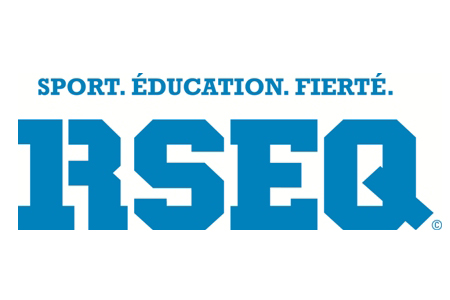 SPORT. ÉDUCATION. FIERTÉ.
RSEQ
©